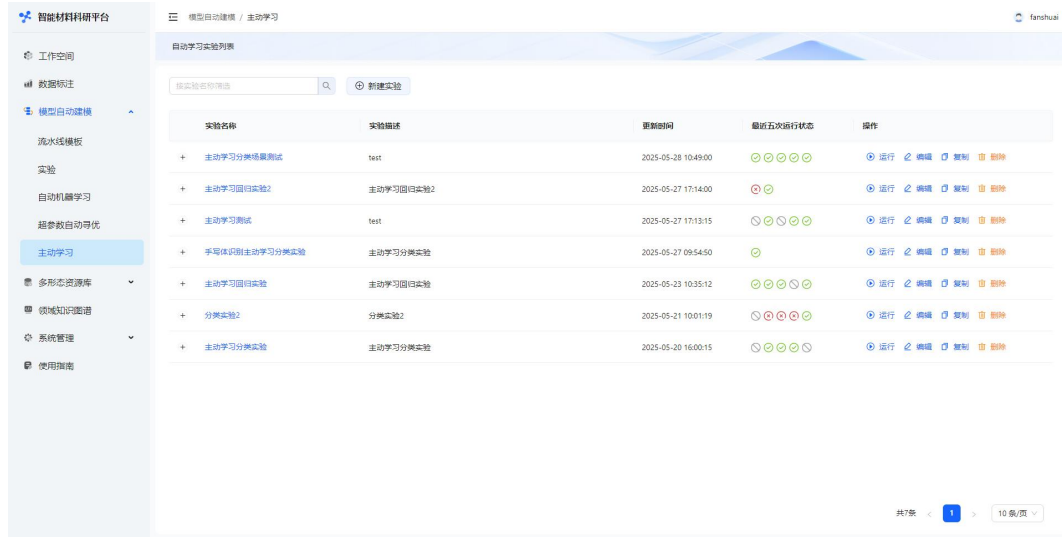 智能材料科研平台
模型自动建模 / 主动学习
fanshuai
工作空间
数据标注
模型自动建模
流水线模板
实验
自动机器学习
超参数自动寻优
主动学习
多形态资源库
领域知识图谱
系统管理
使用指南
自动学习实验列表
按实验名称筛选
新建实验
实验名称 实验描述 更新时间 最近五次运行状态 操作
+ 主动学习分类场景测试 test 2025-05-28 10:49:00 运行 编辑 复制 删除
+ 主动学习回归实验2 主动学习回归实验2 2025-05-27 17:14:00 运行 编辑 复制 删除
+ 主动学习测试 test 2025-05-27 17:13:15 运行 编辑 复制 删除
+ 手写体识别主动学习分类实验 主动学习分类实验 2025-05-27 09:54:50 运行 编辑 复制 删除
+ 主动学习回归实验 主动学习回归实验 2025-05-23 10:35:12 运行 编辑 复制 删除
+ 分类实验2 分类实验2 2025-05-21 10:01:19 运行 编辑 复制 删除
+ 主动学习分类实验 主动学习分类实验 2025-05-20 16:00:15 运行 编辑 复制 删除
共7条 < 1 > 10 条/页